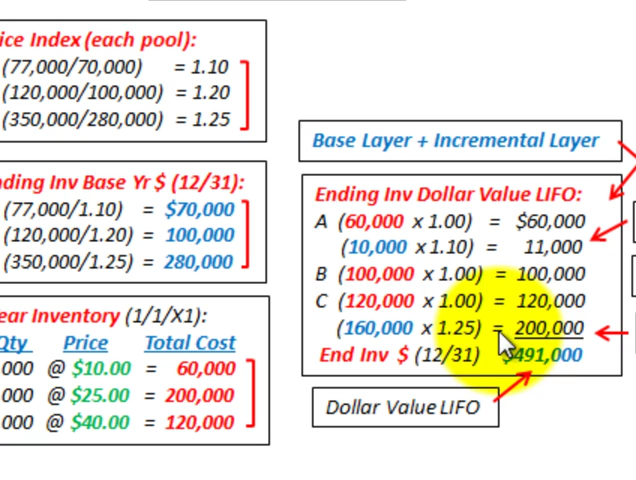 ice Index (each pool):
(77,000/70,000) = 1.10
(120,000/100,000) = 1.20
(350,000/280,000) = 1.25
ding Inv Base Yr $ (12/31):
(77,000/1.10) = $70,000
(120,000/1.20) = 100,000
(350,000/1.25) = 280,000
ear Inventory (1/1/X1):
Qty Price Total Cost
000 @ $10.00 = 60,000
000 @ $25.00 = 200,000
000 @ $40.00 = 120,000
Base Layer + Incremental Layer
Ending Inv Dollar Value LIFO:
A (60,000 x 1.00) = $60,000
(10,000 x 1.10) = 11,000
B (100,000 x 1.00) = 100,000
C (120,000 x 1.00) = 120,000
(160,000 x 1.25) = 200,000
End Inv $ (12/31) $491,000
Dollar Value LIFO